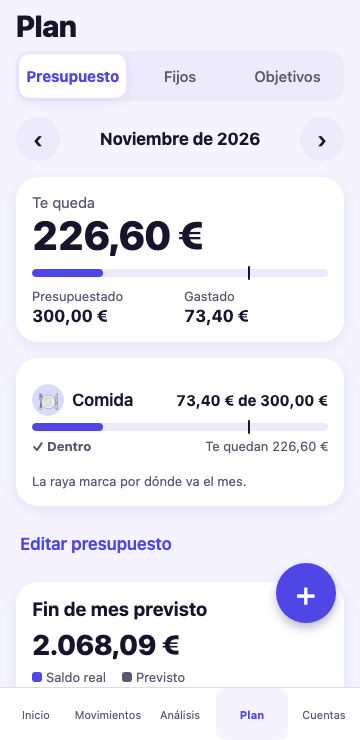 Plan
Presupuesto Fijos Objetivos
‹ Noviembre de 2026 ›
Te queda
226,60 €
Presupuestado Gastado
300,00 € 73,40 €
Comida 73,40 € de 300,00 €
✓ Dentro Te quedan 226,60 €
La raya marca por dónde va el mes.
Editar presupuesto
+
Fin de mes previsto
2.068,09 €
Saldo real Previsto
Inicio Movimientos Análisis Plan Cuentas